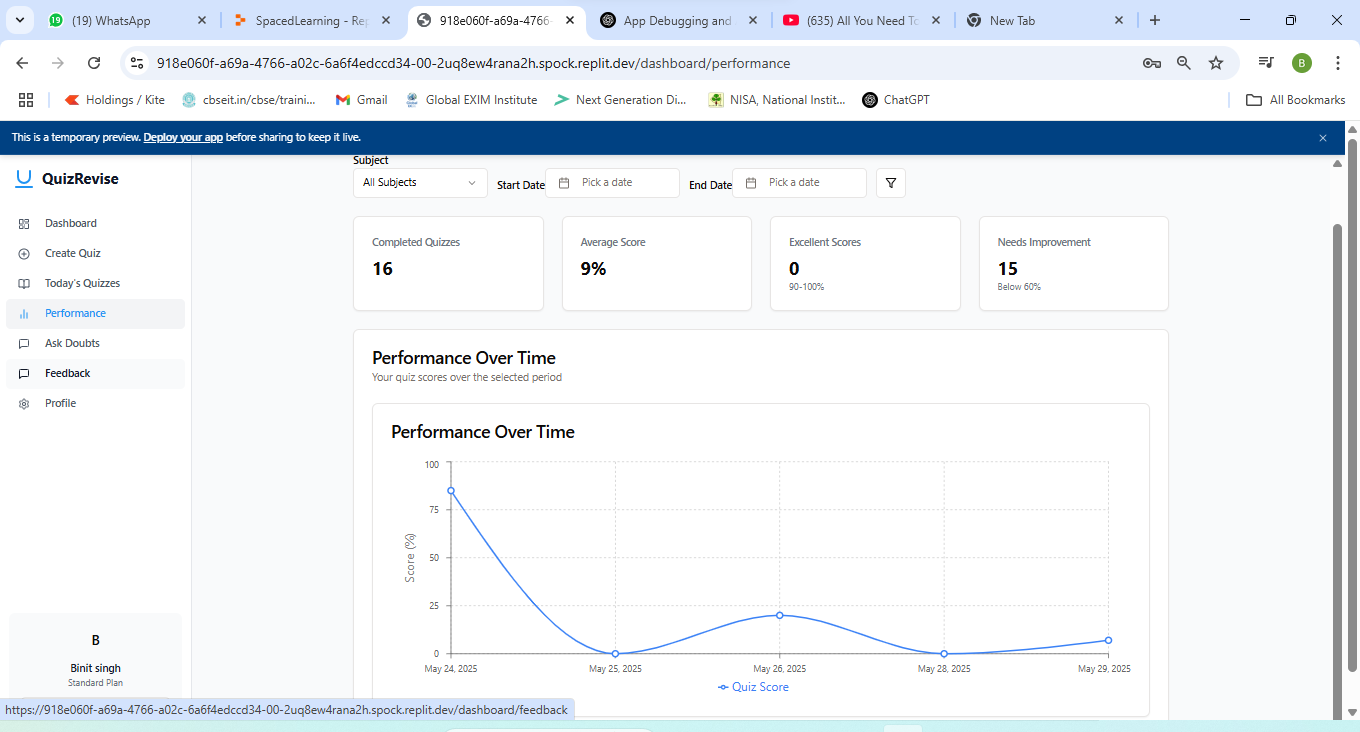 (19) WhatsApp
SpacedLearning - Rep
918e060f-a69a-4766-
App Debugging and
(635) All You Need To
New Tab
918e060f-a69a-4766-a02c-6a6f4edccd34-00-2uq8ew4rana2h.spock.replit.dev/dashboard/performance
B
Holdings / Kite
cbseit.in/cbse/traini...
Gmail
Global EXIM Institute
Next Generation Di...
NISA, National Instit...
ChatGPT
All Bookmarks
This is a temporary preview. Deploy your app before sharing to keep it live.
QuizRevise
Dashboard
Create Quiz
Today's Quizzes
Performance
Ask Doubts
Feedback
Profile
B
Binit singh
Standard Plan
Subject
All Subjects
Start Date
Pick a date
End Date
Pick a date
Completed Quizzes
16
Average Score
9%
Excellent Scores
0
90-100%
Needs Improvement
15
Below 60%
Performance Over Time
Your quiz scores over the selected period
Performance Over Time
Score (%)
100
75
50
25
0
May 24, 2025
May 25, 2025
May 26, 2025
May 28, 2025
May 29, 2025
Quiz Score
https://918e060f-a69a-4766-a02c-6a6f4edccd34-00-2uq8ew4rana2h.spock.replit.dev/dashboard/feedback